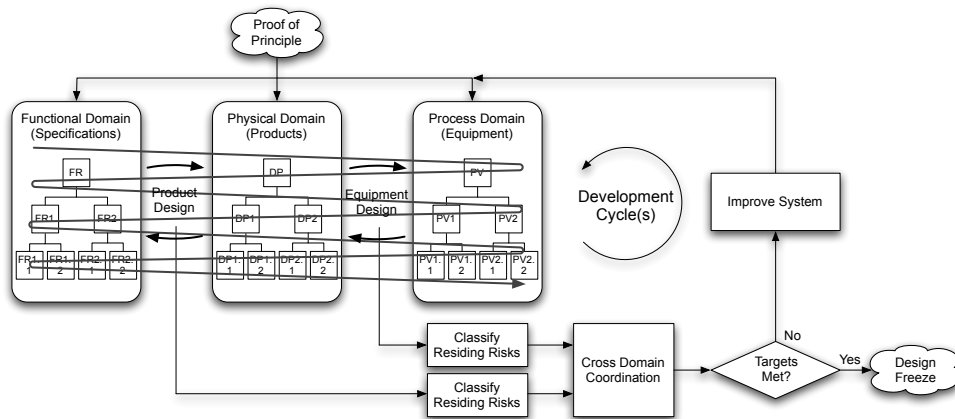 Proof of
Principle
Functional Domain
(Specifications)
Physical Domain
(Products)
Process Domain
(Equipment)
FR
DP
PV
Product
Design
Equipment
Design
FR1
FR2
DP1
DP2
PV1
PV2
FR1.
1
FR1.
2
FR2.
1
FR2.
2
DP1.
1
DP1.
2
DP2.
1
DP2.
2
PV1.
1
PV1.
2
PV2.
1
PV2.
2
Development
Cycle(s)
Improve System
Classify
Residing Risks
Classify
Residing Risks
Cross Domain
Coordination
No
Targets
Met?
Yes
Design
Freeze